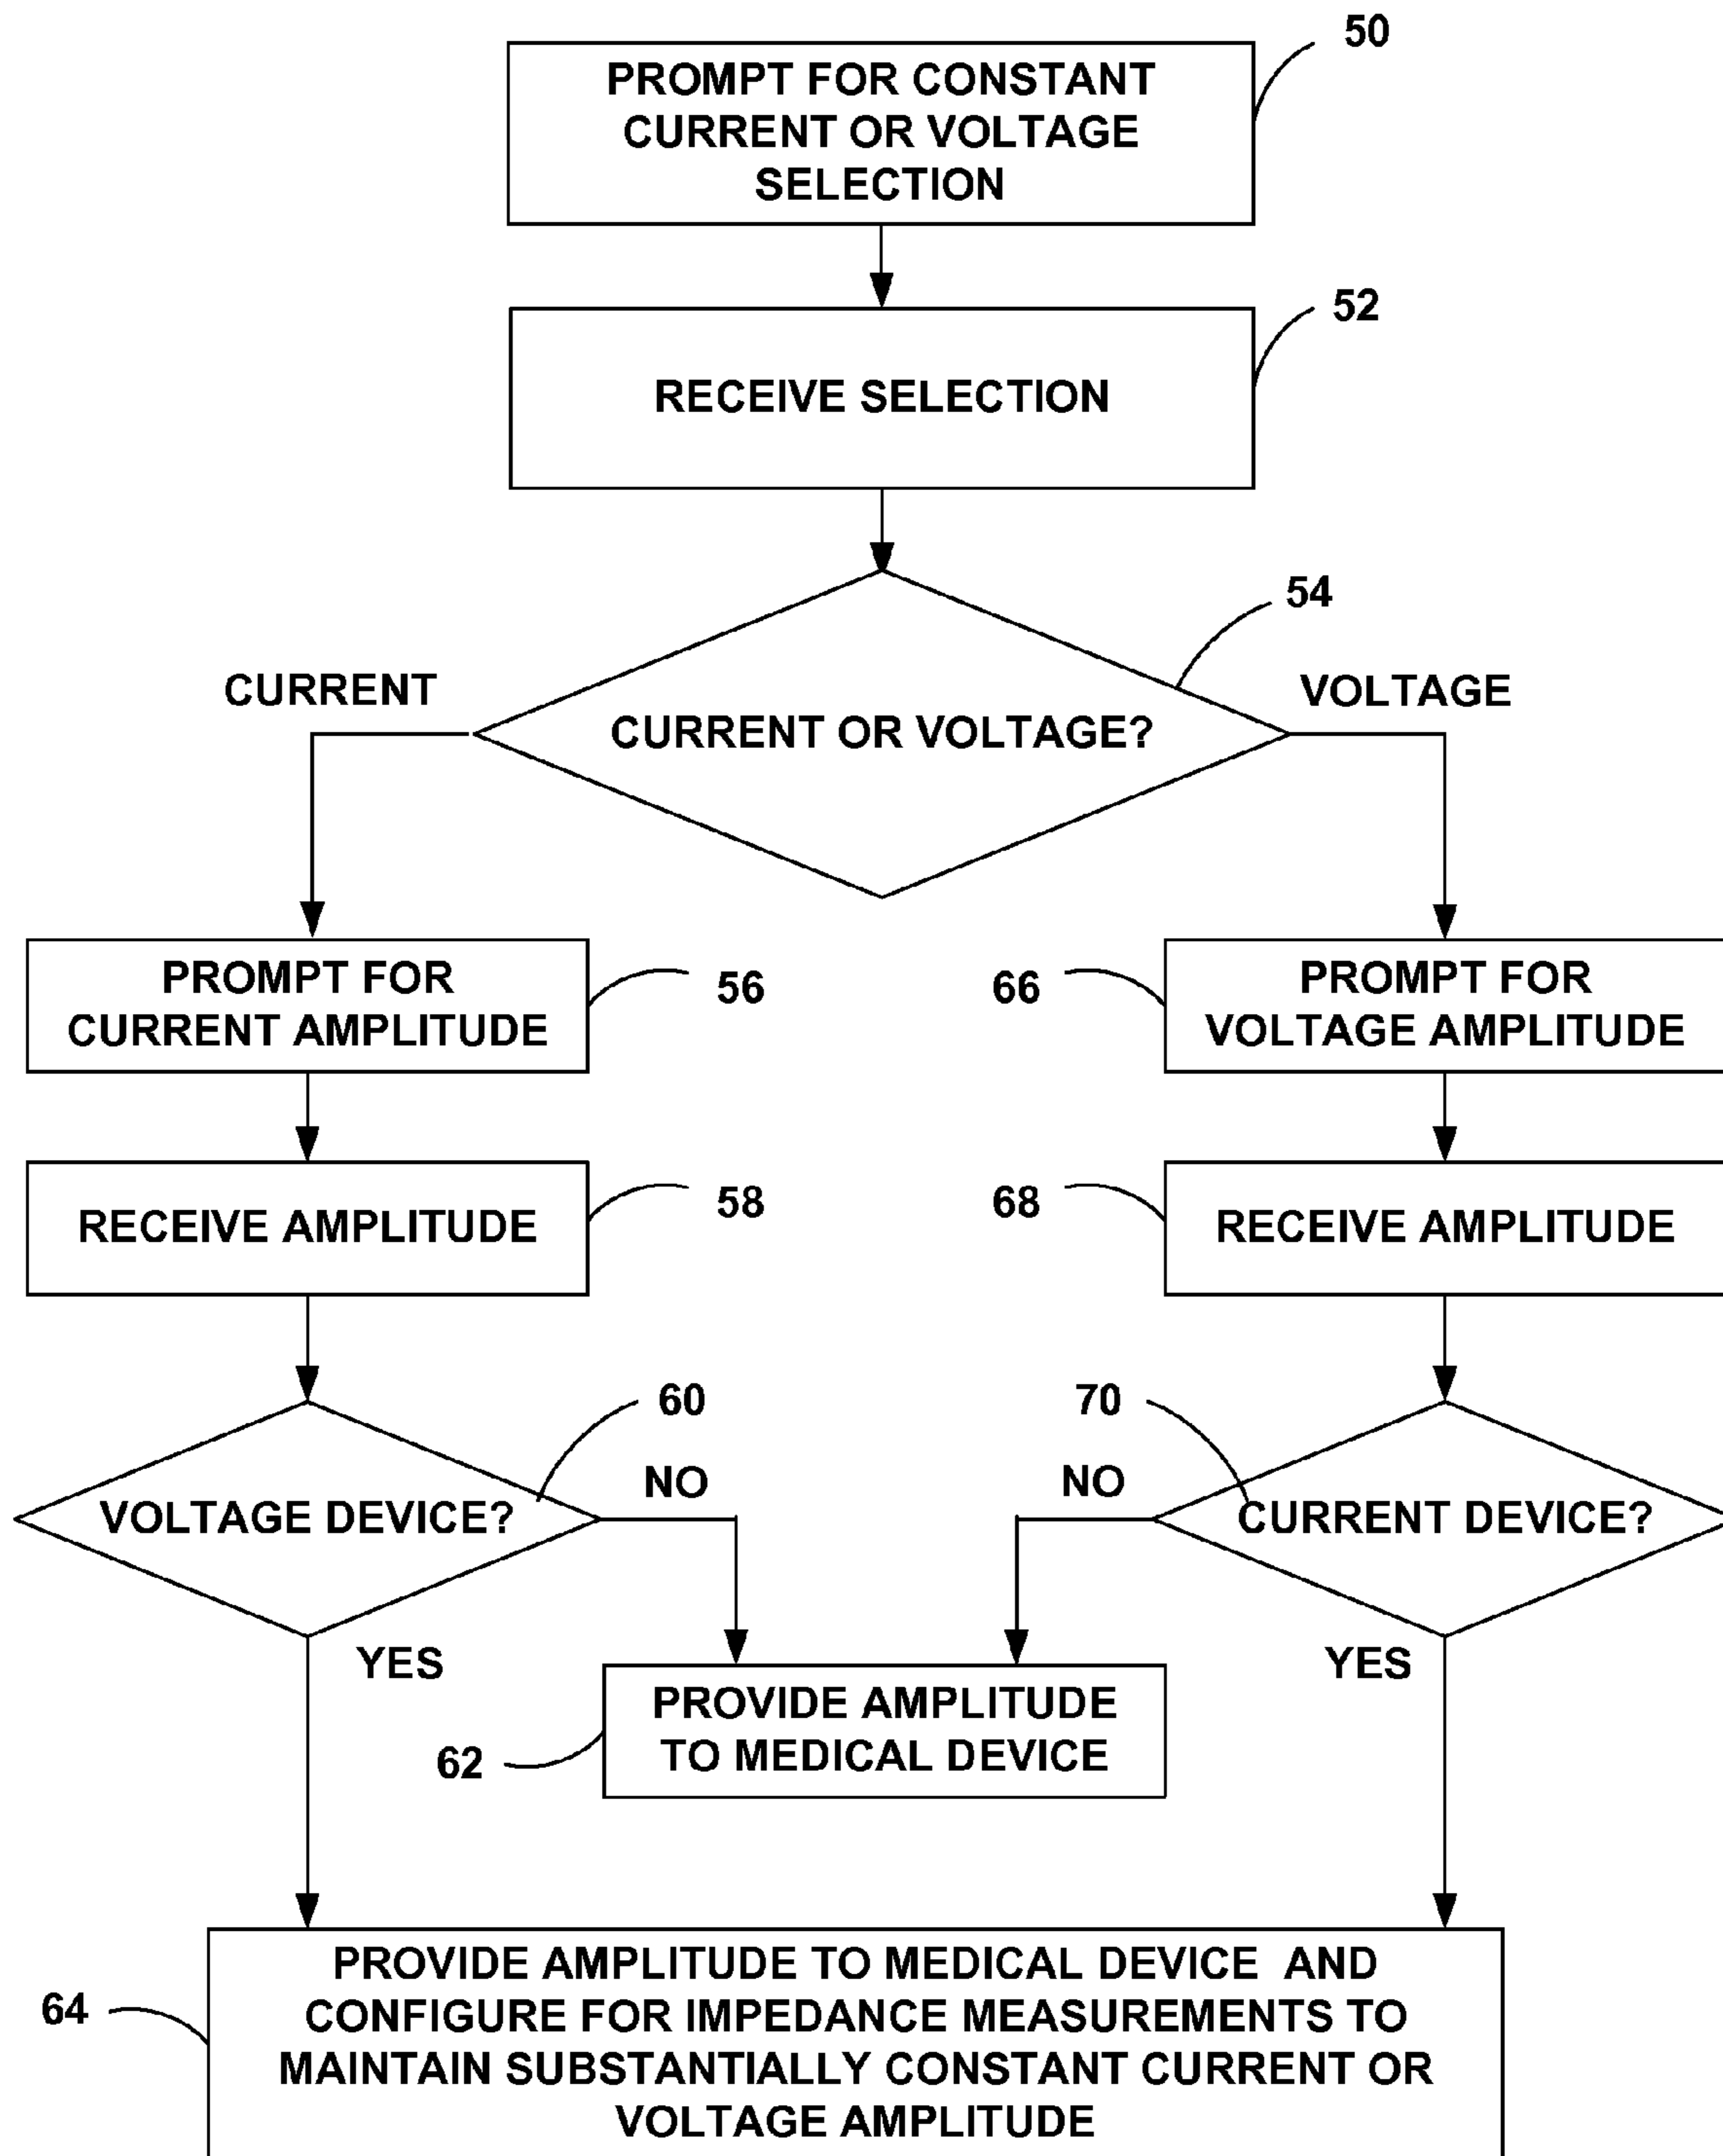 50
PROMPT FOR CONSTANT
CURRENT OR VOLTAGE
SELECTION
52
RECEIVE SELECTION
54
CURRENT
VOLTAGE
CURRENT OR VOLTAGE?
PROMPT FOR
CURRENT AMPLITUDE
56
66
PROMPT FOR
VOLTAGE AMPLITUDE
RECEIVE AMPLITUDE
58
68
RECEIVE AMPLITUDE
60
70
VOLTAGE DEVICE?
NO
NO
CURRENT DEVICE?
YES
YES
PROVIDE AMPLITUDE
TO MEDICAL DEVICE
62
64
PROVIDE AMPLITUDE TO MEDICAL DEVICE AND
CONFIGURE FOR IMPEDANCE MEASUREMENTS TO
MAINTAIN SUBSTANTIALLY CONSTANT CURRENT OR
VOLTAGE AMPLITUDE